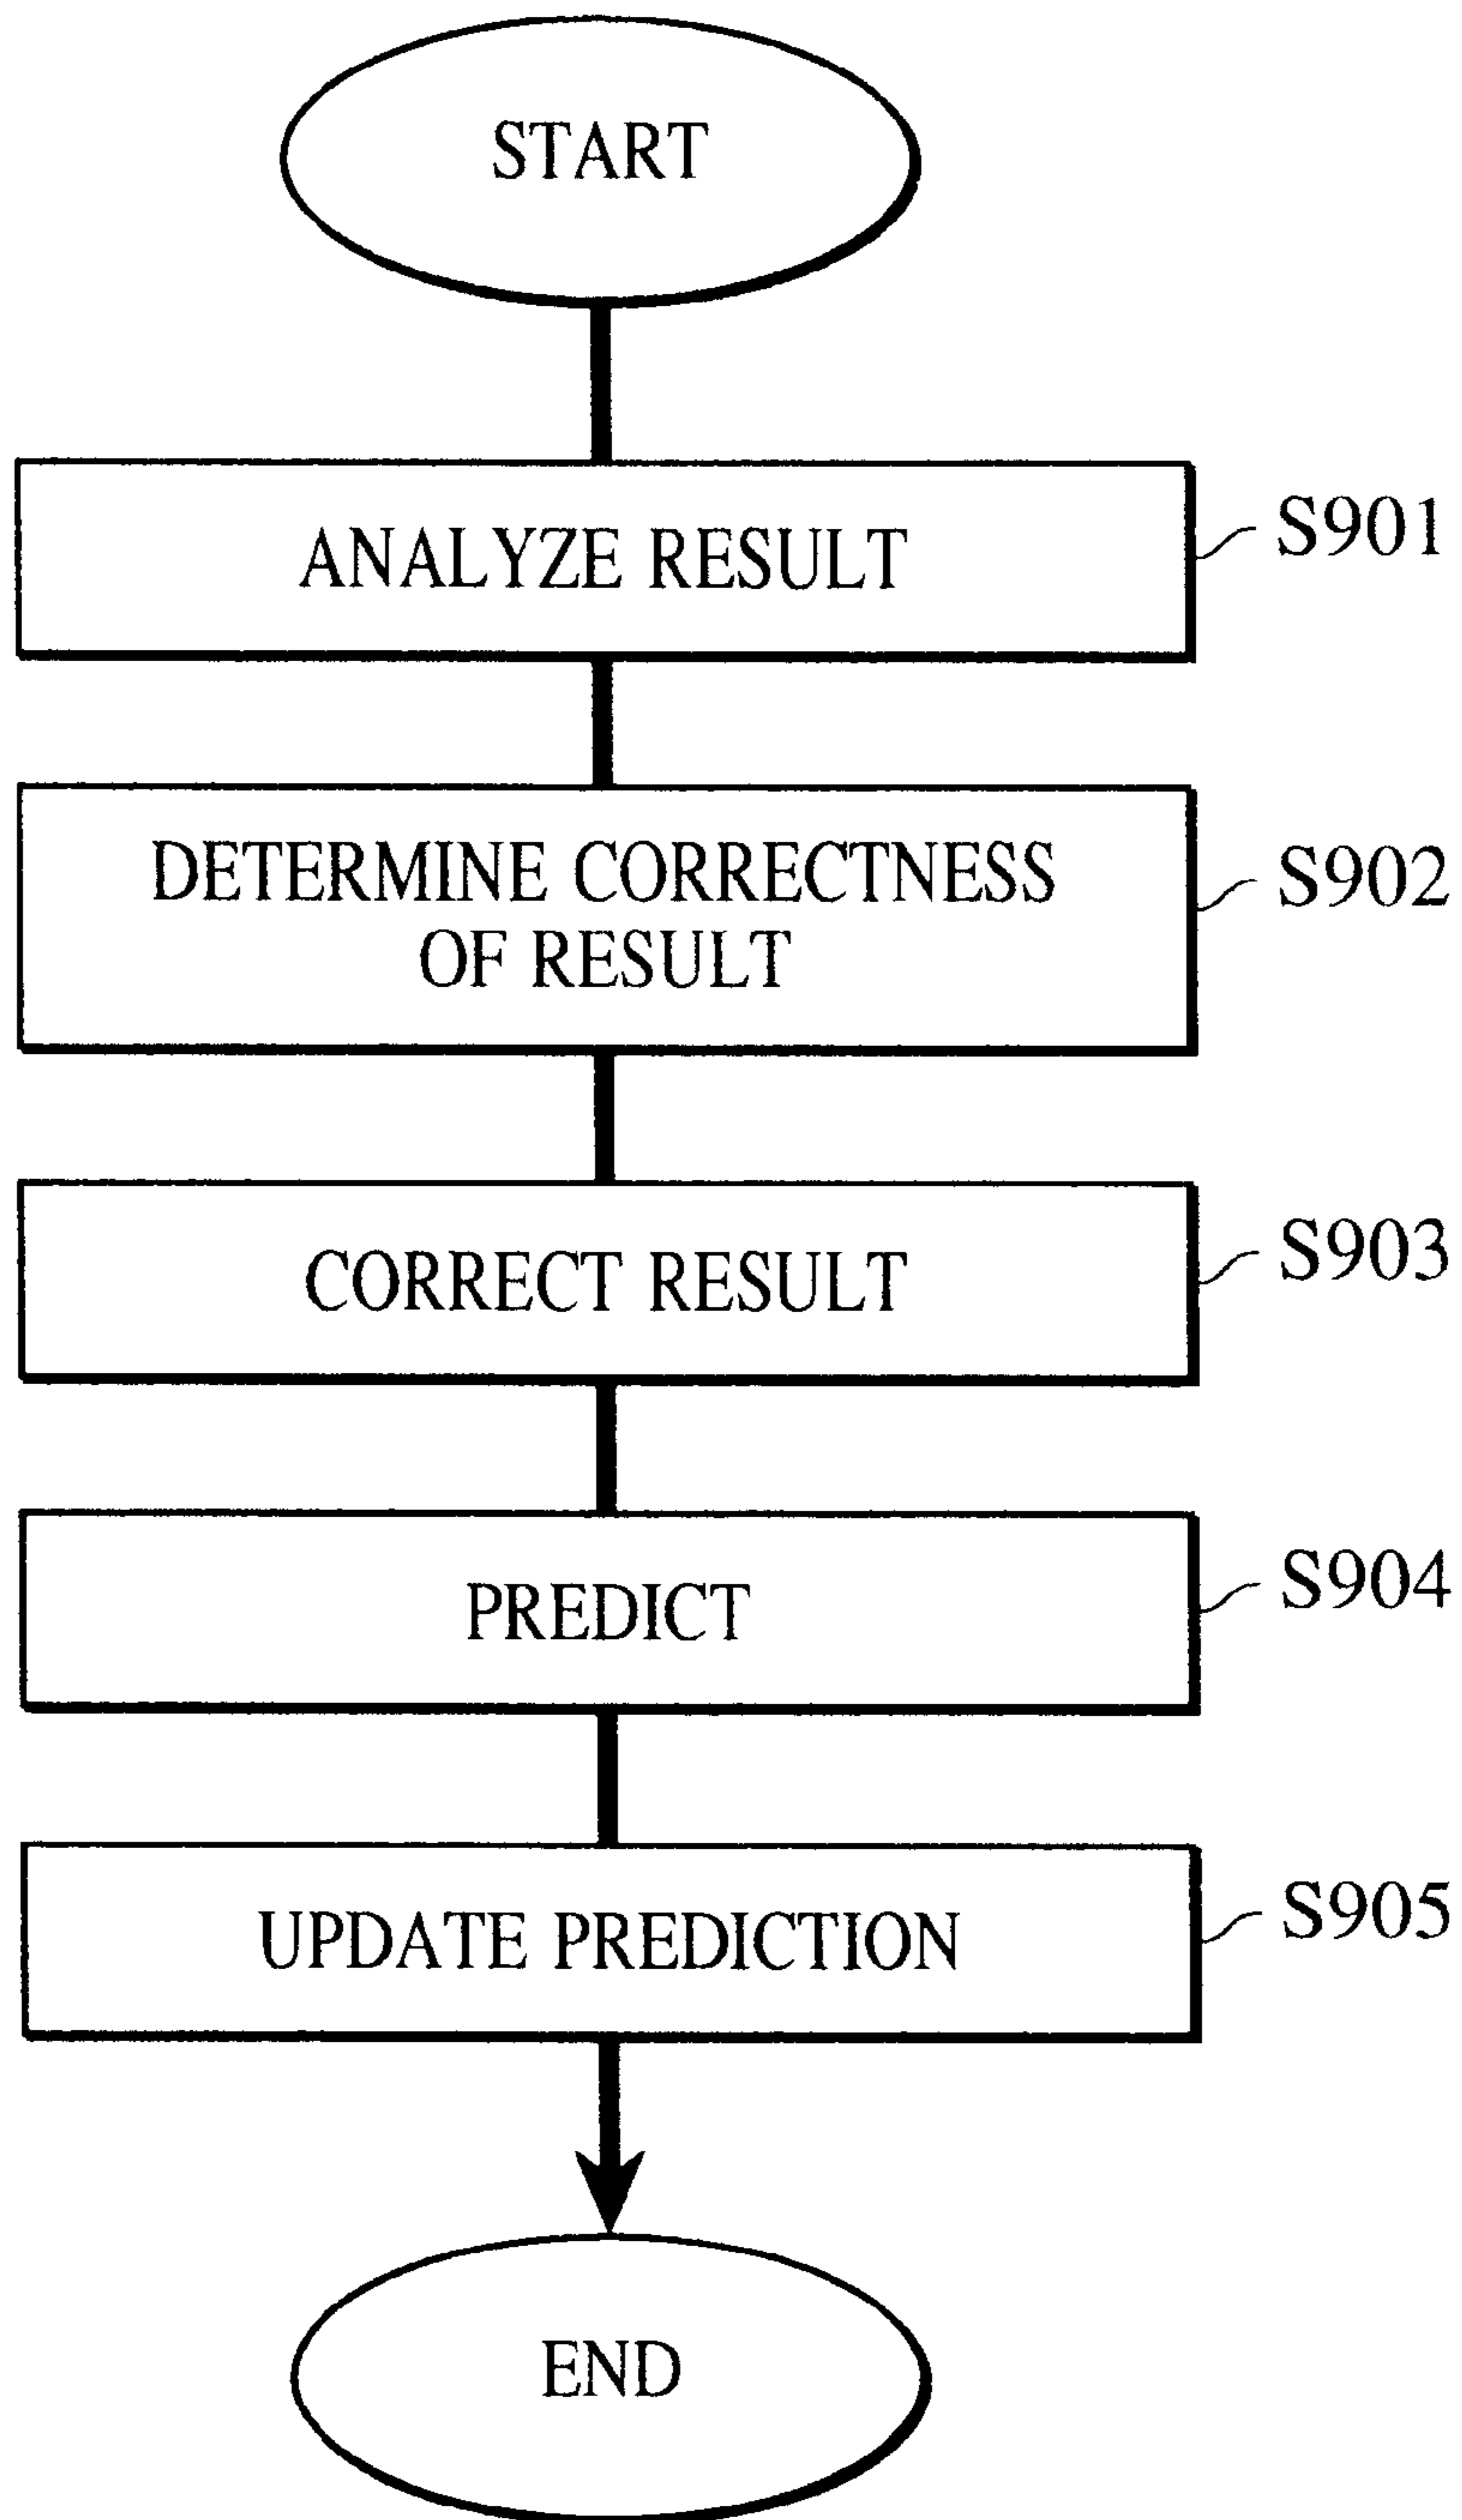 START
ANALYZE RESULT
S901
DETERMINE CORRECTNESS
OF RESULT
S902
CORRECT RESULT
S903
PREDICT
S904
UPDATE PREDICTION
S905
END